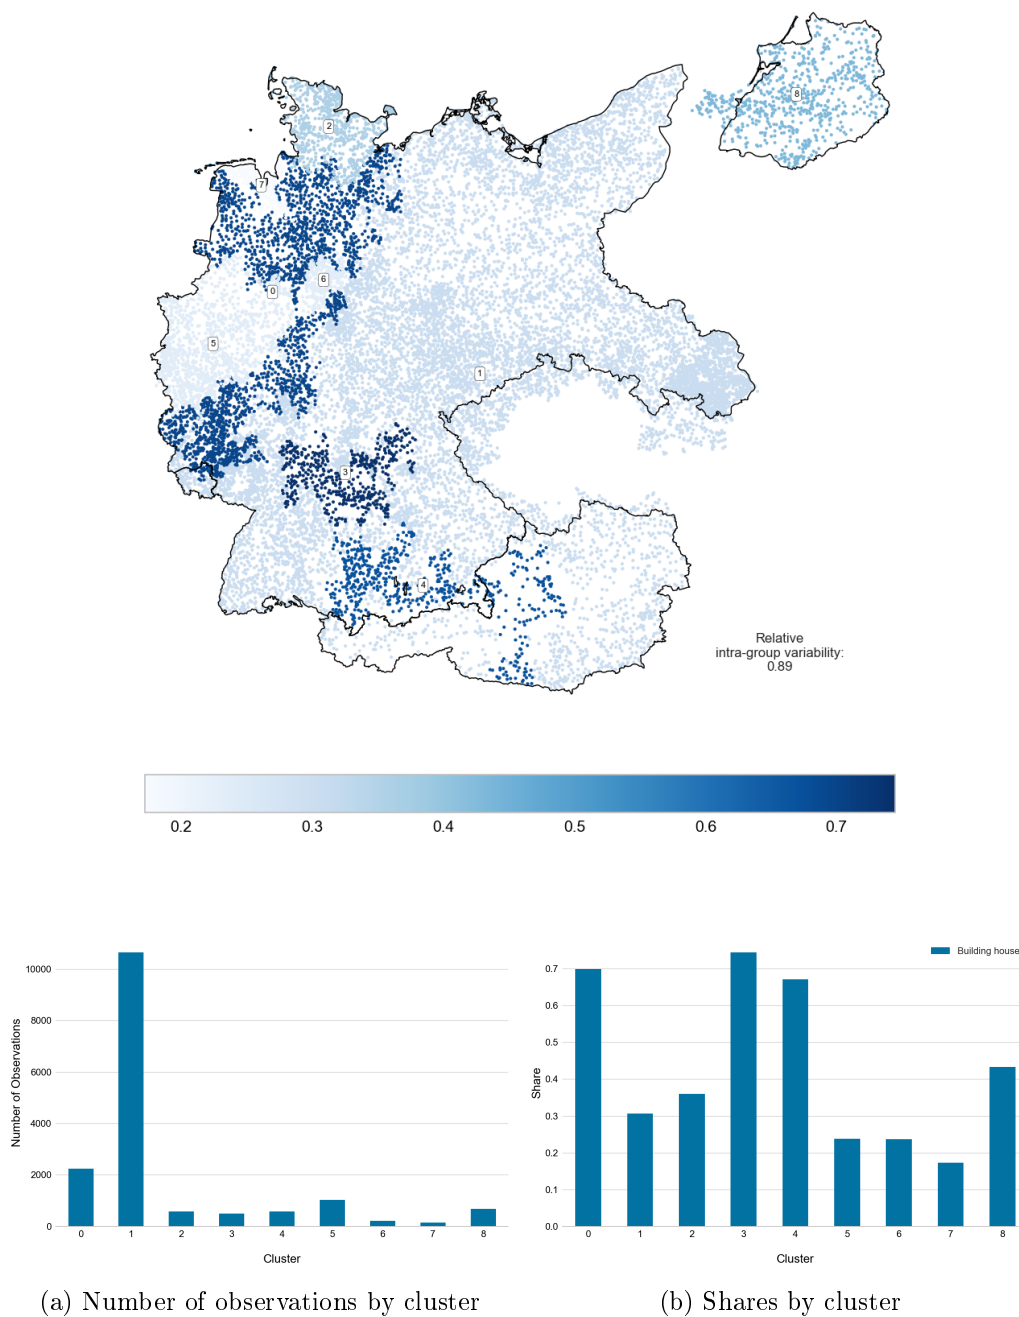 8
2
7
6
0
5
1
3
4
Relative
intra-group variability:
0.89
0.2 0.3 0.4 0.5 0.6 0.7
Number of Observations
10000
8000
6000
4000
2000
0
0 1 2 3 4 5 6 7 8
Cluster
(a) Number of observations by cluster
Building house
Share
0.7
0.6
0.5
0.4
0.3
0.2
0.1
0.0
0 1 2 3 4 5 6 7 8
Cluster
(b) Shares by cluster